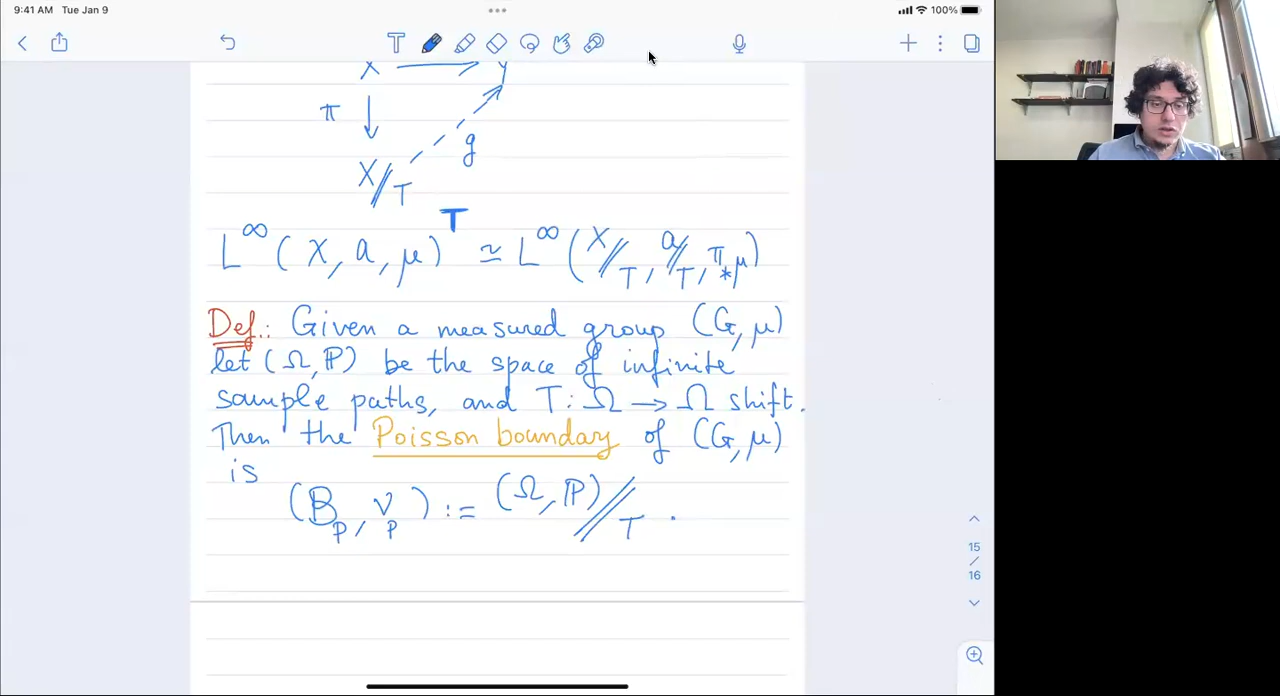 9:41 AM Tue Jan 9
100%
X → Y
π
g
X//T
L^∞(X, a, μ)^T ≃ L^∞(X//T, a//T, π_*μ)
Def.: Given a measured group (G, μ)
let (Ω, ℙ) be the space of infinite
sample paths, and T : Ω → Ω shift.
Then the Poisson boundary of (G, μ)
is
(B_P, ν_P) := (Ω, ℙ)//T .
15
/
16